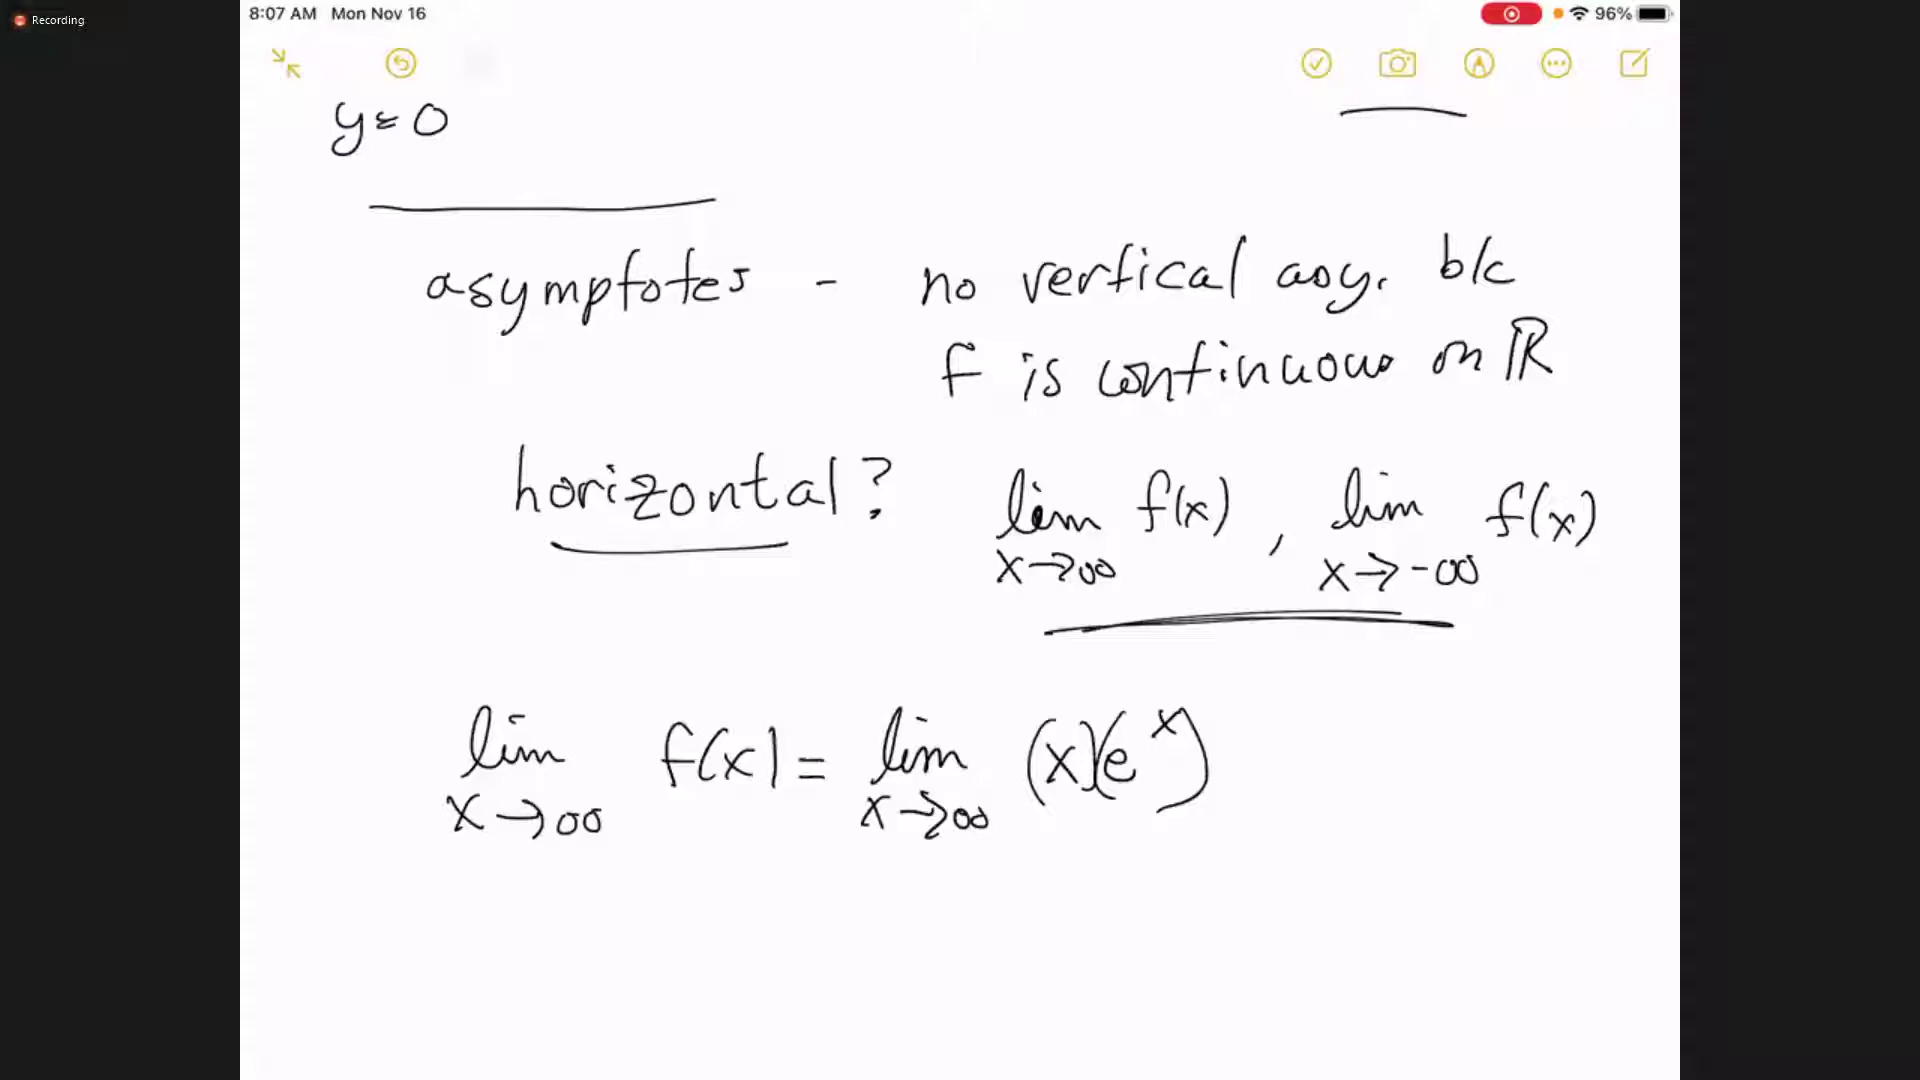 Recording
8:07 AM Mon Nov 16
96%
y = 0
asymptotes - no vertical asy. b/c
f is continuous on ℝ
horizontal? lim f(x) , lim f(x)
x→∞ x→-∞
lim f(x) = lim (x)(e^x)
x→∞ x→∞